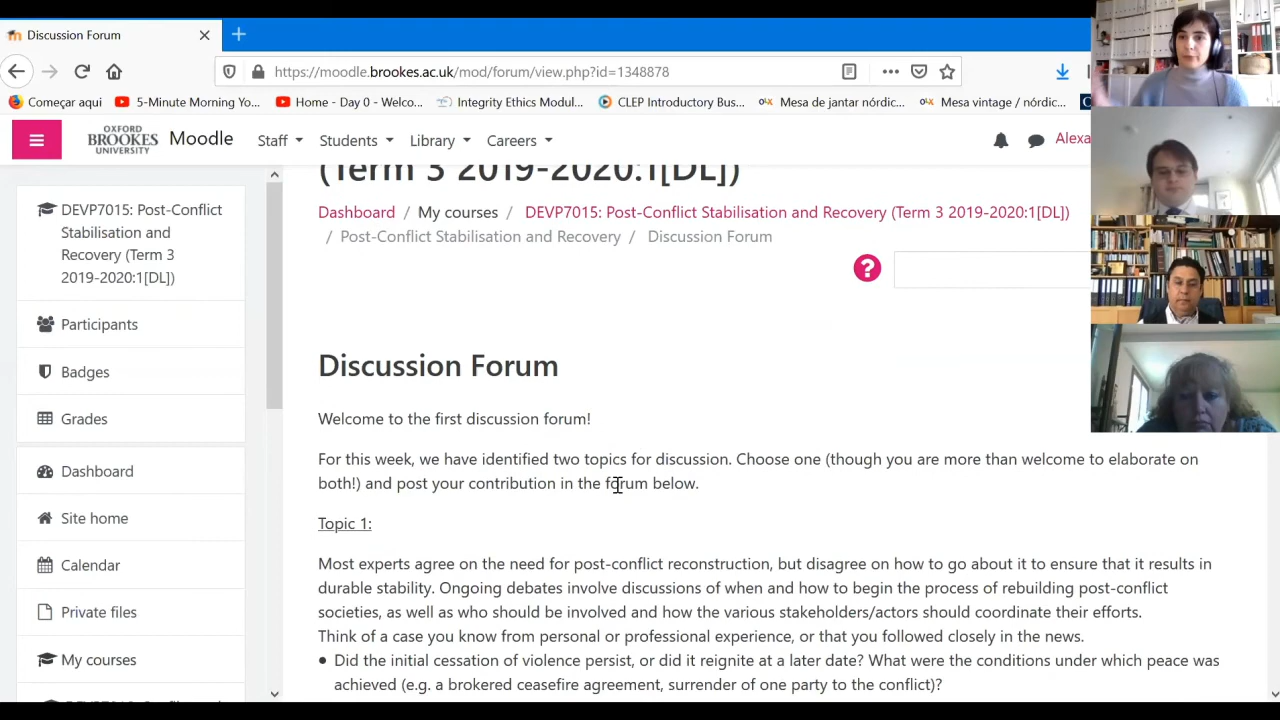 Discussion Forum
https://moodle.brookes.ac.uk/mod/forum/view.php?id=1348878
Começar aqui
5-Minute Morning Yo...
Home - Day 0 - Welco...
Integrity Ethics Modul...
CLEP Introductory Bus...
Mesa de jantar nórdic...
Mesa vintage / nórdic...
OXFORD
BROOKES
UNIVERSITY
Moodle
Staff
Students
Library
Careers
Alexa
(Term 3 2019-2020:1[DL])
Dashboard / My courses / DEVP7015: Post-Conflict Stabilisation and Recovery (Term 3 2019-2020:1[DL])
/ Post-Conflict Stabilisation and Recovery / Discussion Forum
DEVP7015: Post-Conflict
Stabilisation and
Recovery (Term 3
2019-2020:1[DL])
Participants
Badges
Grades
Dashboard
Site home
Calendar
Private files
My courses
Discussion Forum
Welcome to the first discussion forum!
For this week, we have identified two topics for discussion. Choose one (though you are more than welcome to elaborate on
both!) and post your contribution in the forum below.
Topic 1:
Most experts agree on the need for post-conflict reconstruction, but disagree on how to go about it to ensure that it results in
durable stability. Ongoing debates involve discussions of when and how to begin the process of rebuilding post-conflict
societies, as well as who should be involved and how the various stakeholders/actors should coordinate their efforts.
Think of a case you know from personal or professional experience, or that you followed closely in the news.
• Did the initial cessation of violence persist, or did it reignite at a later date? What were the conditions under which peace was
achieved (e.g. a brokered ceasefire agreement, surrender of one party to the conflict)?